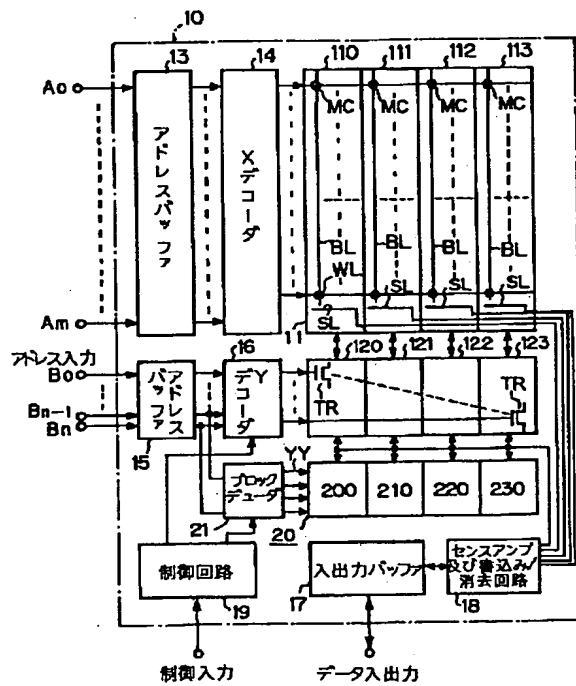 10
13
14
110
111
112
113
Ao
アドレスバッファ
Xデコーダ
MC
MC
MC
MC
BL
BL
BL
BL
WL
SL
SL
SL
SL
11
Am
アドレス入力
Bo
Bn-1
Bn
アドレスバッファ
15
16
Yデコーダ
120
121
122
123
TR
TR
YY
ブロックデューダ
21
20
200
210
220
230
制御回路
19
入出力バッファ
17
センスアンプ
及び書込み/
消去回路
18
制御入力
データ入出力